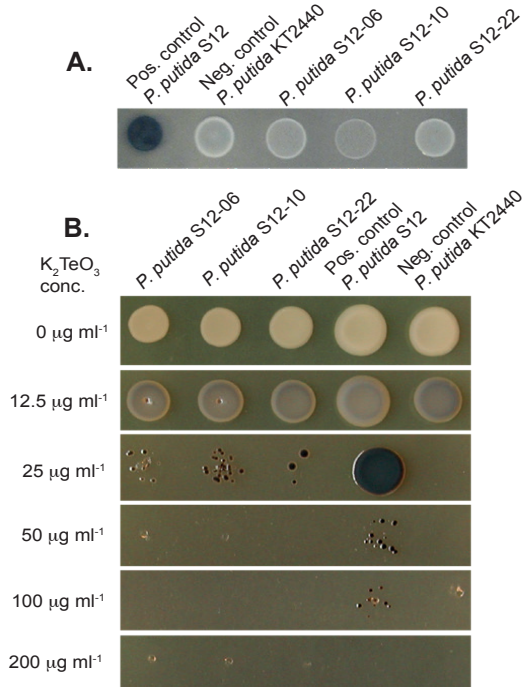 A.
Pos. control
P. putida S12
Neg. control
P. putida KT2440
P. putida S12-06
P. putida S12-10
P. putida S12-22
B.
P. putida S12-06
P. putida S12-10
P. putida S12-22
Pos. control
P. putida S12
Neg. control
P. putida KT2440
K₂TeO₃
conc.
0 μg ml⁻¹
12.5 μg ml⁻¹
25 μg ml⁻¹
50 μg ml⁻¹
100 μg ml⁻¹
200 μg ml⁻¹